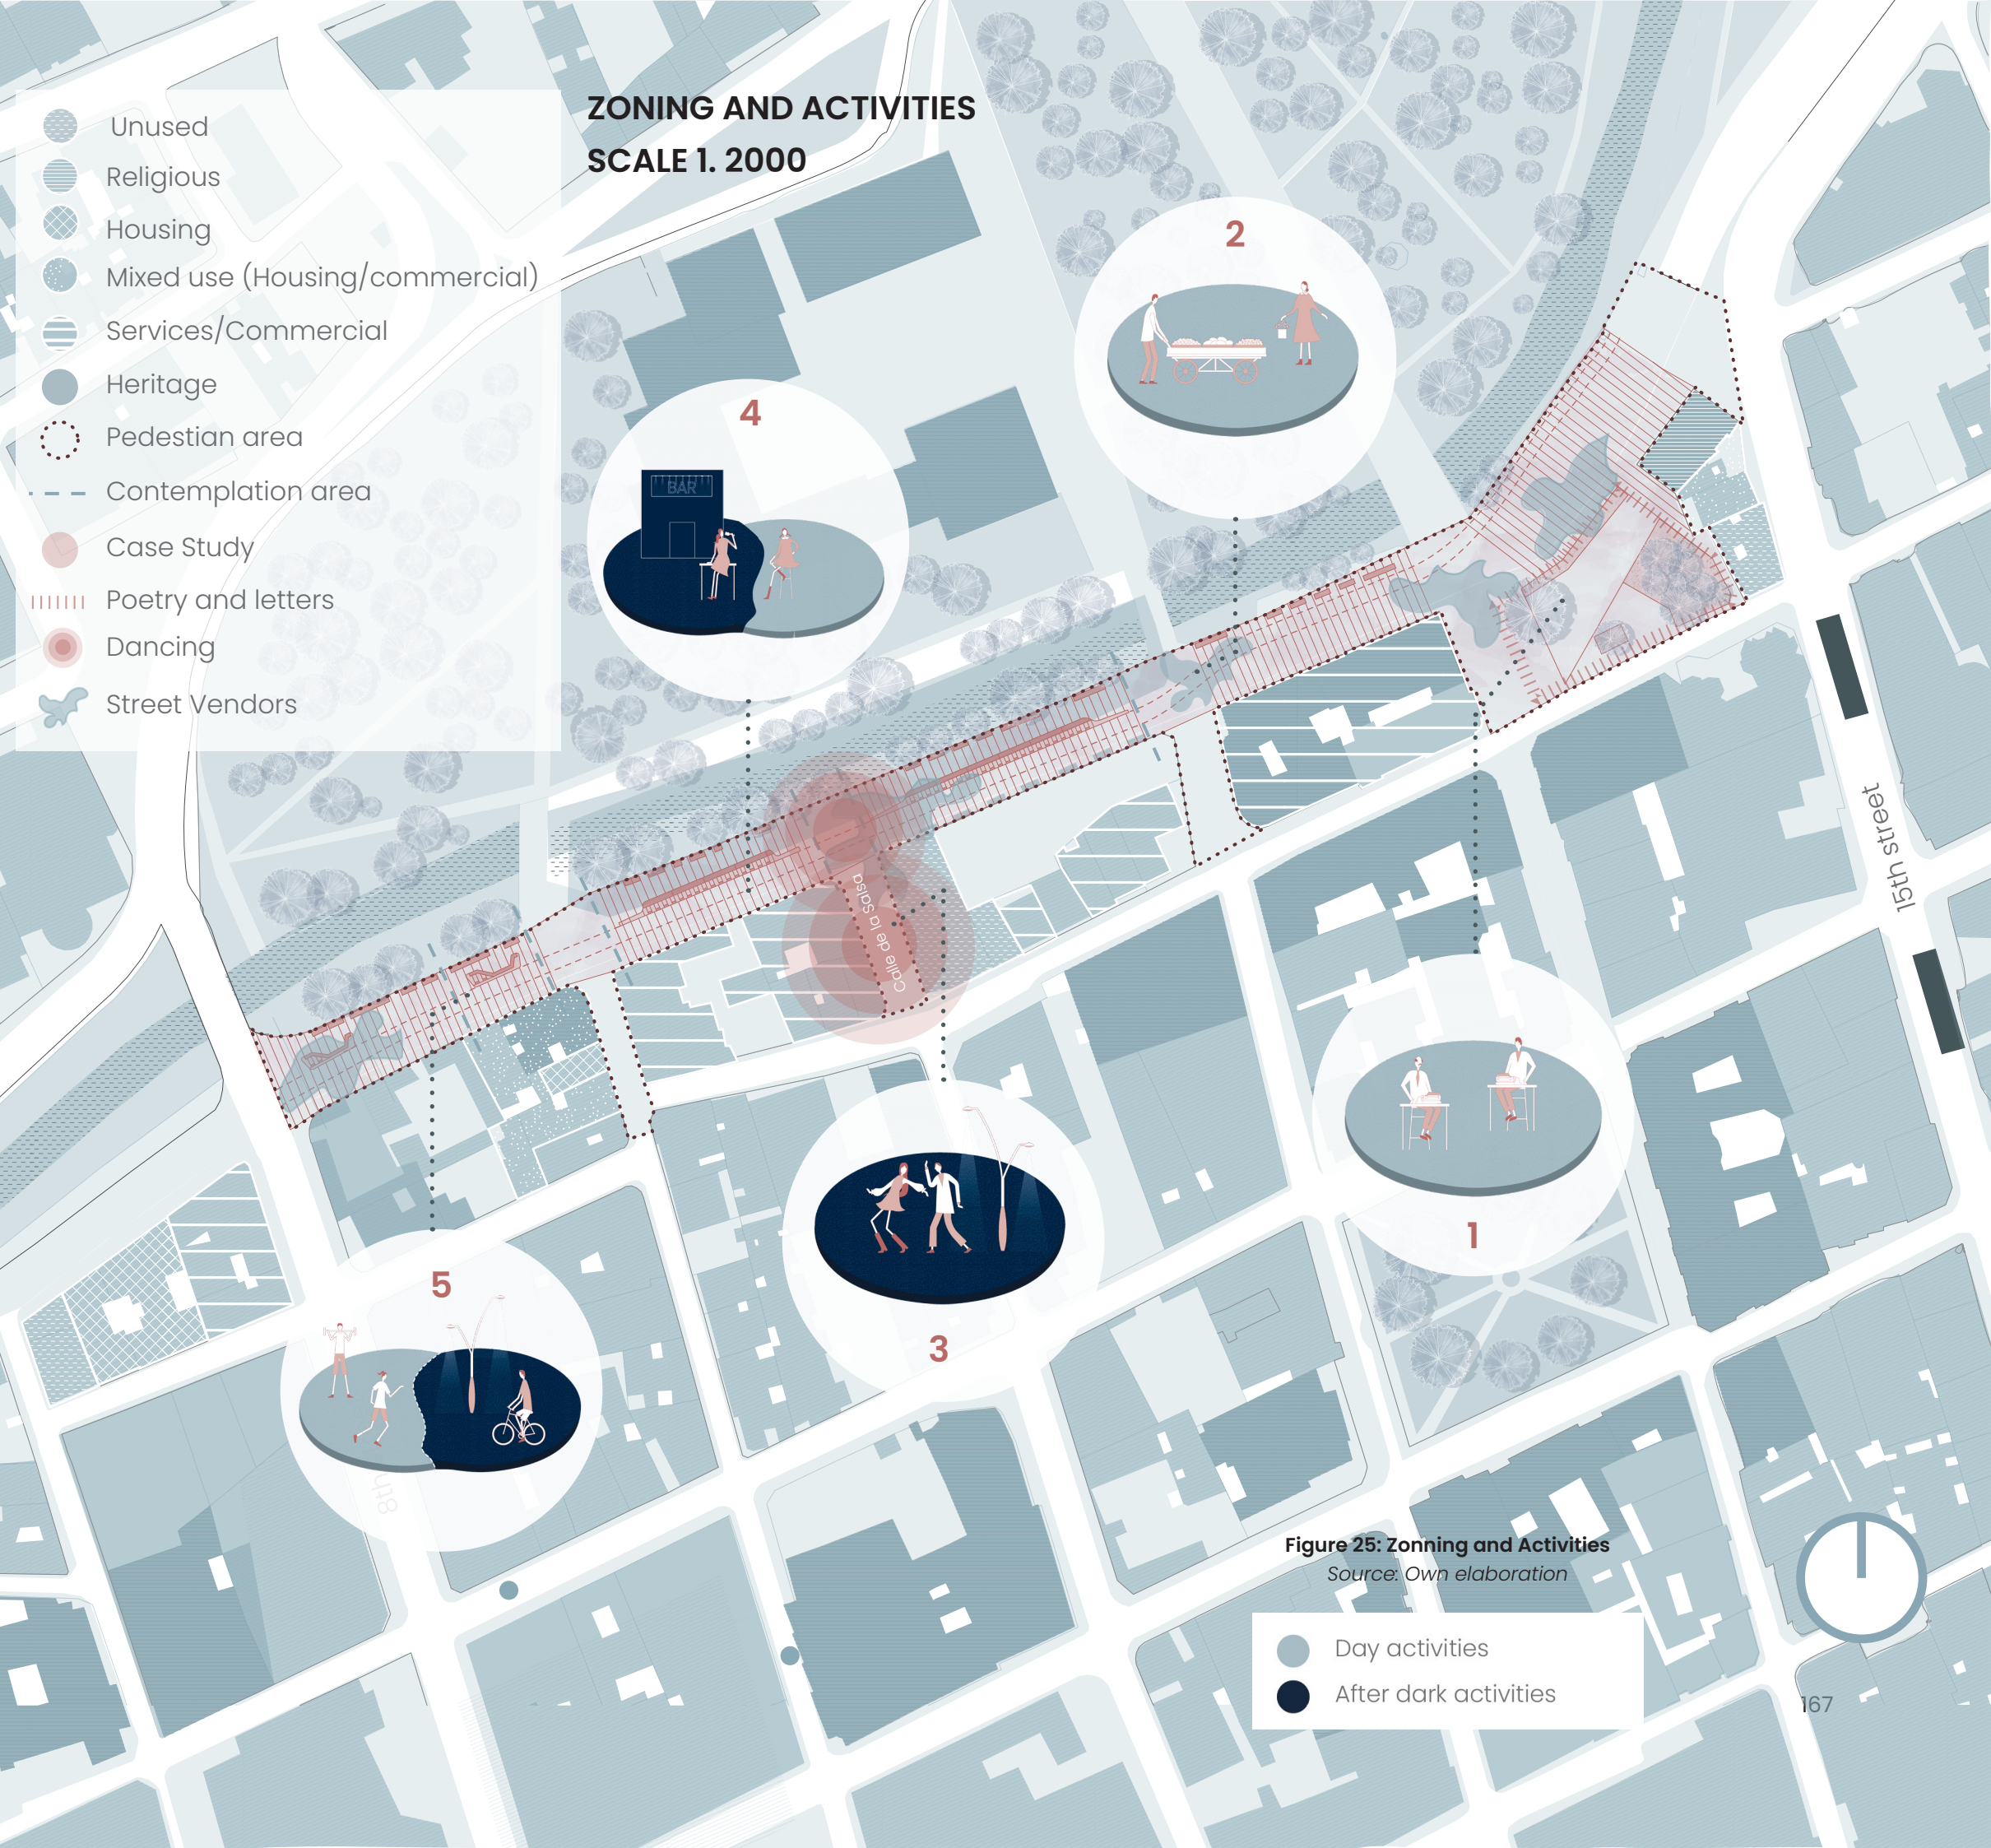 ZONING AND ACTIVITIES
SCALE 1. 2000
Unused
Religious
Housing
Mixed use (Housing/commercial)
Services/Commercial
Heritage
Pedestian area
Contemplation area
Case Study
Poetry and letters
Dancing
Street Vendors
2
4
BAR
Calle de la Salsa
15th street
1
3
5
8th
Figure 25: Zonning and Activities
Source: Own elaboration
Day activities
After dark activities
167